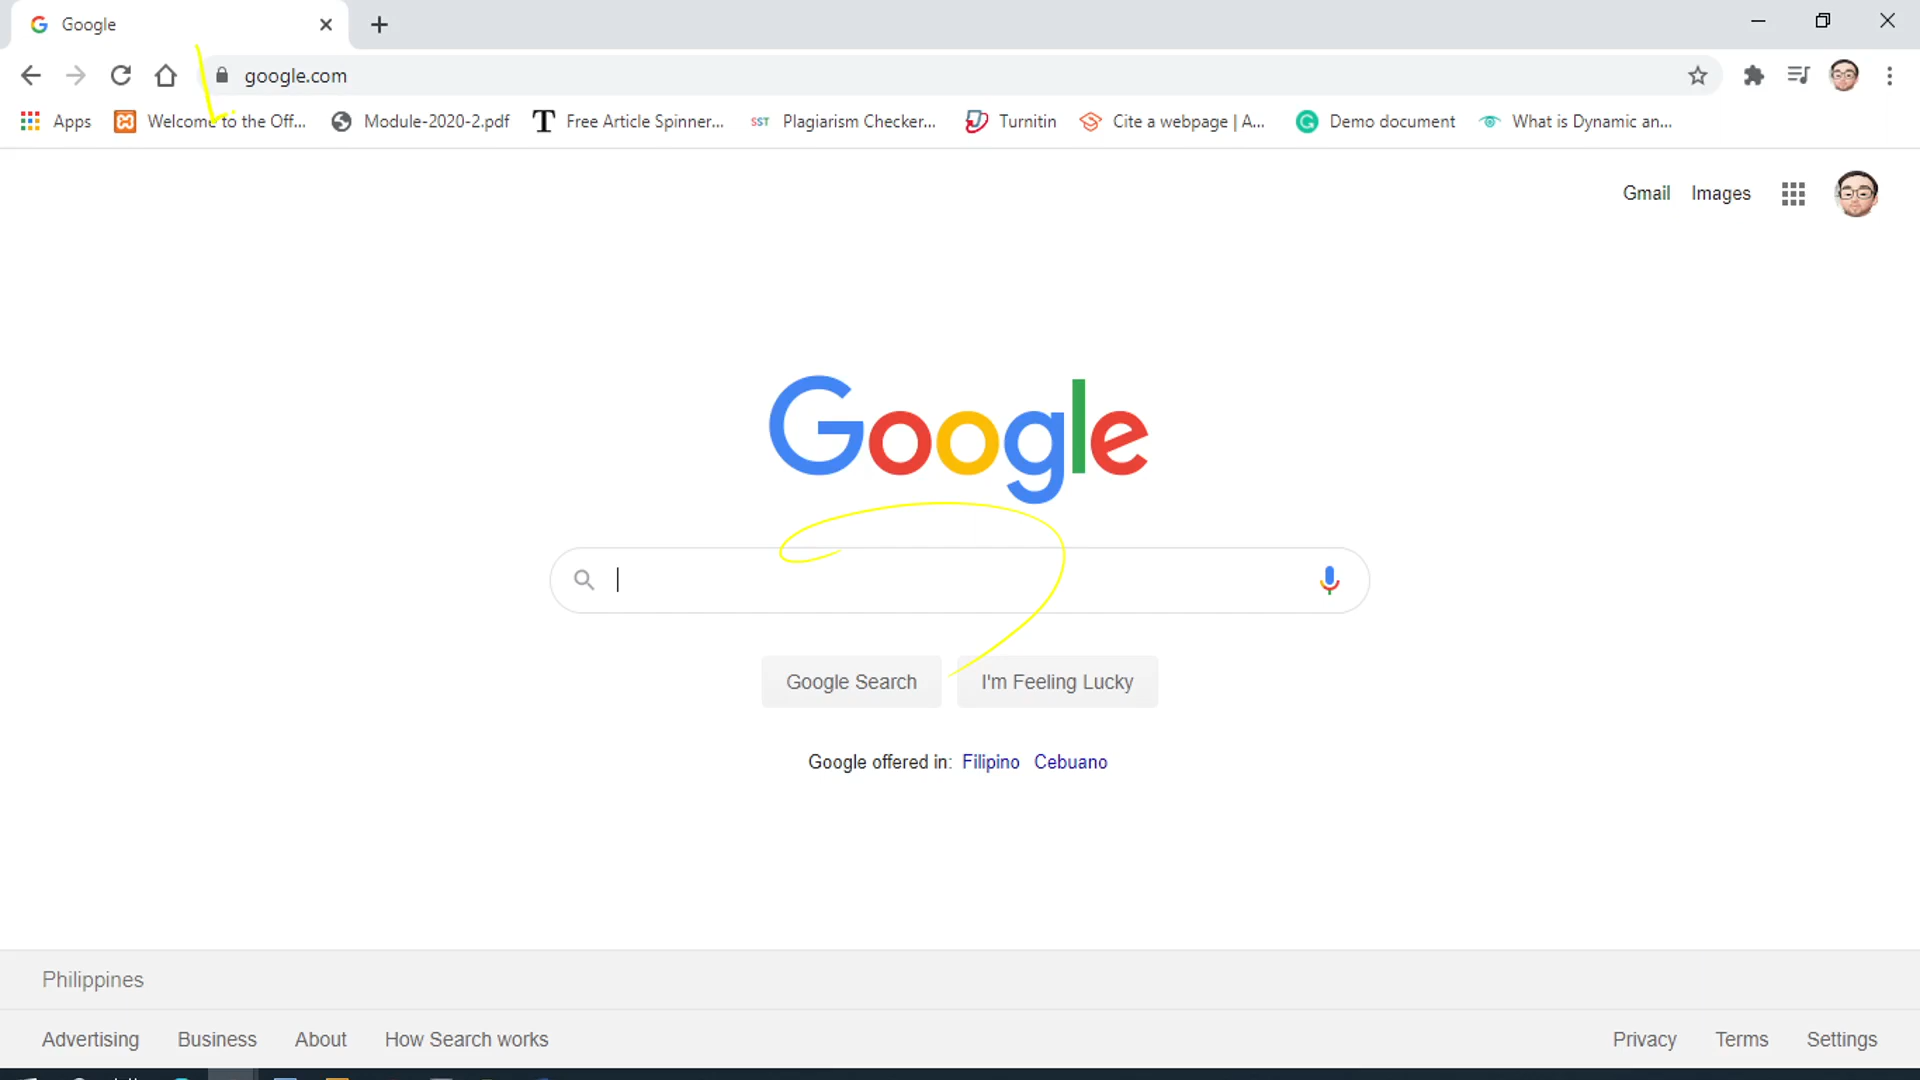 Google
google.com
Apps Welcome to the Off... Module-2020-2.pdf Free Article Spinner... SST Plagiarism Checker... Turnitin Cite a webpage | A... Demo document What is Dynamic an...
Gmail Images
Google
Google Search I'm Feeling Lucky
Google offered in: Filipino Cebuano
Philippines
Advertising Business About How Search works Privacy Terms Settings